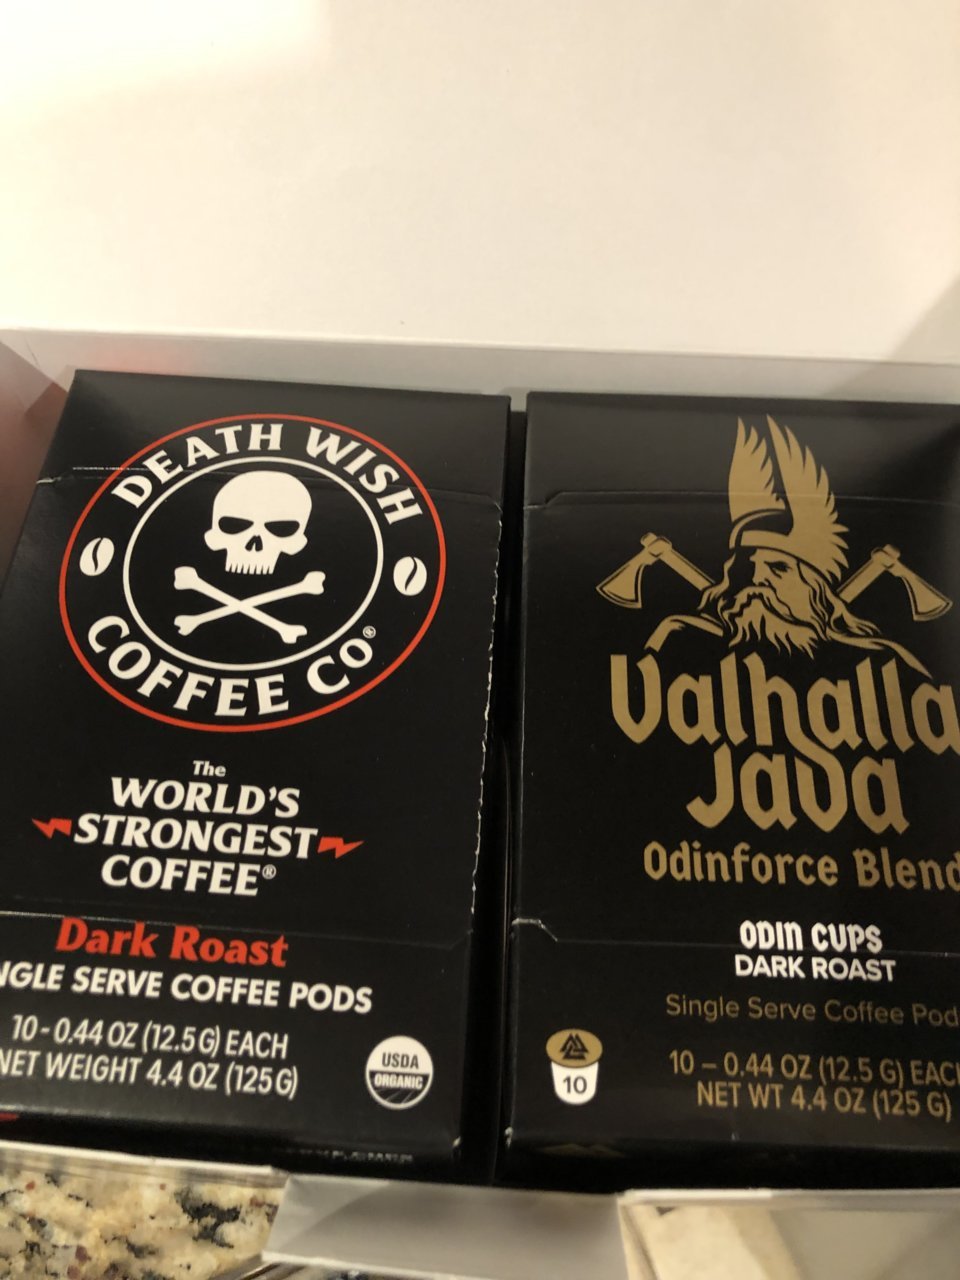 DEATH WISH
COFFEE CO®
The
WORLD'S
STRONGEST
COFFEE®
Dark Roast
NGLE SERVE COFFEE PODS
10 - 0.44 OZ (12.5 G) EACH
NET WEIGHT 4.4 OZ (125 G)
USDA
ORGANIC
Valhalla
Java
Odinforce Blend
ODIN CUPS
DARK ROAST
Single Serve Coffee Pod
10
10 – 0.44 OZ (12.5 G) EACH
NET WT 4.4 OZ (125 G)